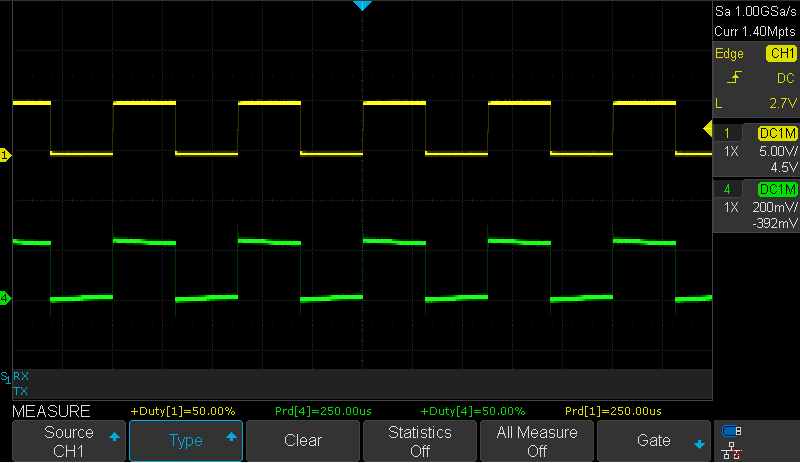 Sa 1.00GSa/s
Curr 1.40Mpts
Edge CH1
DC
L 2.7V
1 DC1M
1X 5.00V/
4.5V
4 DC1M
1X 200mV/
-392mV
1
4
S1 RX
TX
MEASURE +Duty[1]=50.00% Prd[4]=250.00us +Duty[4]=50.00% Prd[1]=250.00us
Source
CH1
Type
Clear
Statistics
Off
All Measure
Off
Gate